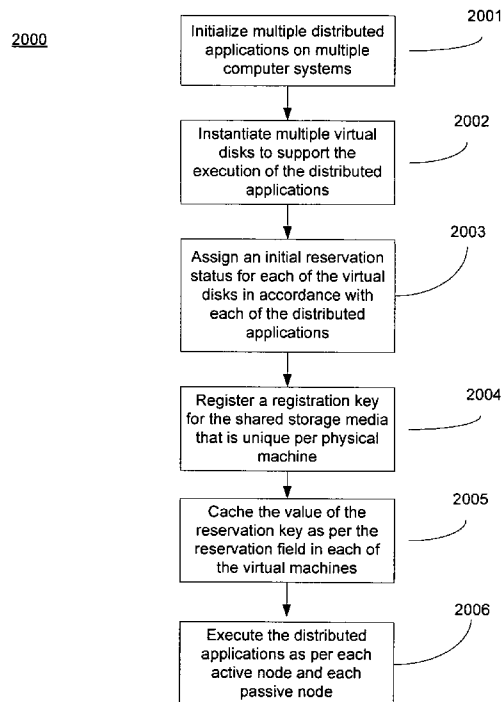 2000
2001
Initialize multiple distributed
applications on multiple
computer systems
2002
Instantiate multiple virtual
disks to support the
execution of the distributed
applications
2003
Assign an initial reservation
status for each of the virtual
disks in accordance with
each of the distributed
applications
2004
Register a registration key
for the shared storage media
that is unique per physical
machine
2005
Cache the value of the
reservation key as per the
reservation field in each of
the virtual machines
2006
Execute the distributed
applications as per each
active node and each
passive node